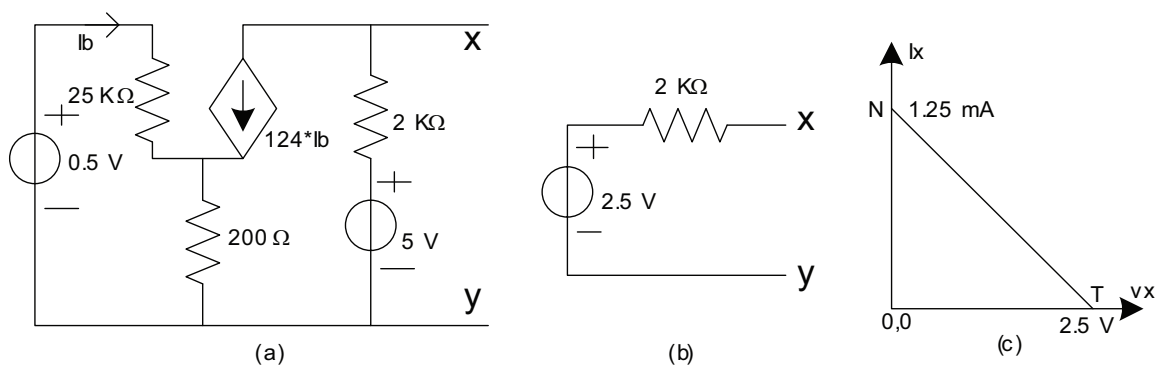 Ib
25 KΩ
0.5 V
124*Ib
200 Ω
2 KΩ
5 V
x
y
(a)
2 KΩ
2.5 V
x
y
(b)
Ix
N
1.25 mA
T
vx
0,0
2.5 V
(c)